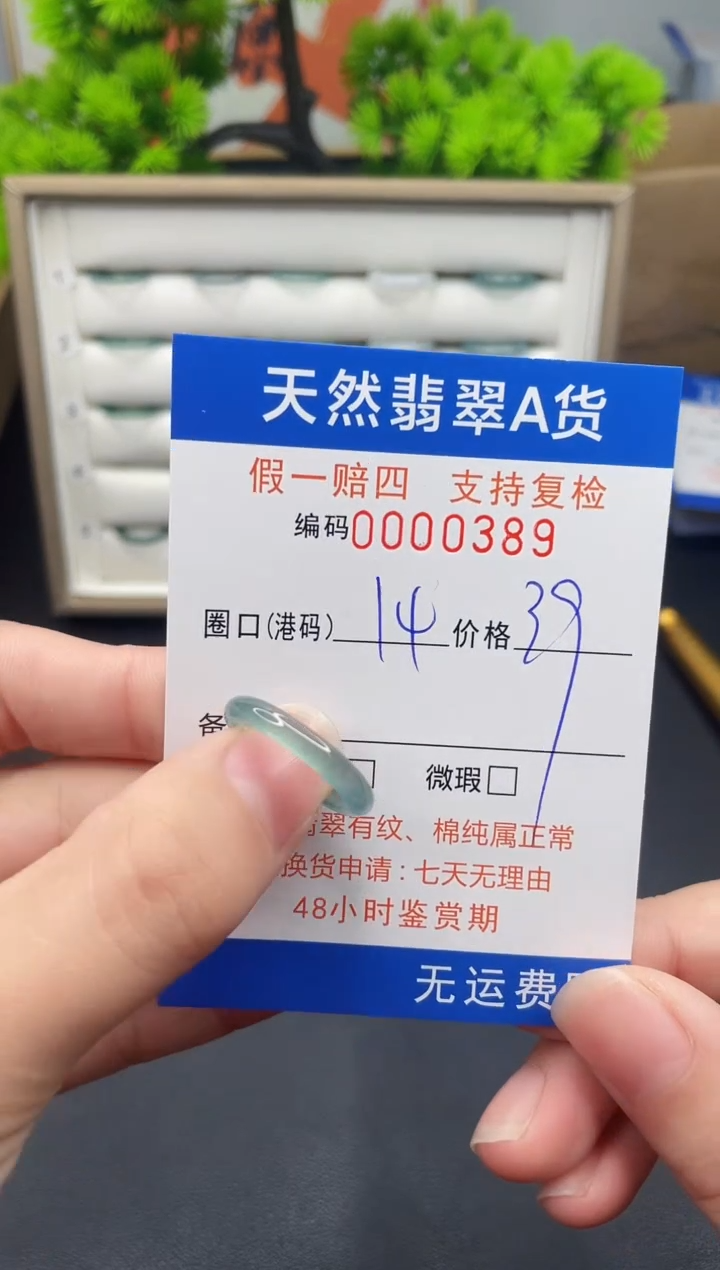 天然翡翠A货
假一赔四 支持复检
编码0000389
圈口(港码) 14 价格 39
备
微瑕
翠有纹、棉纯属正常
换货申请:七天无理由
48小时鉴赏期
无运费